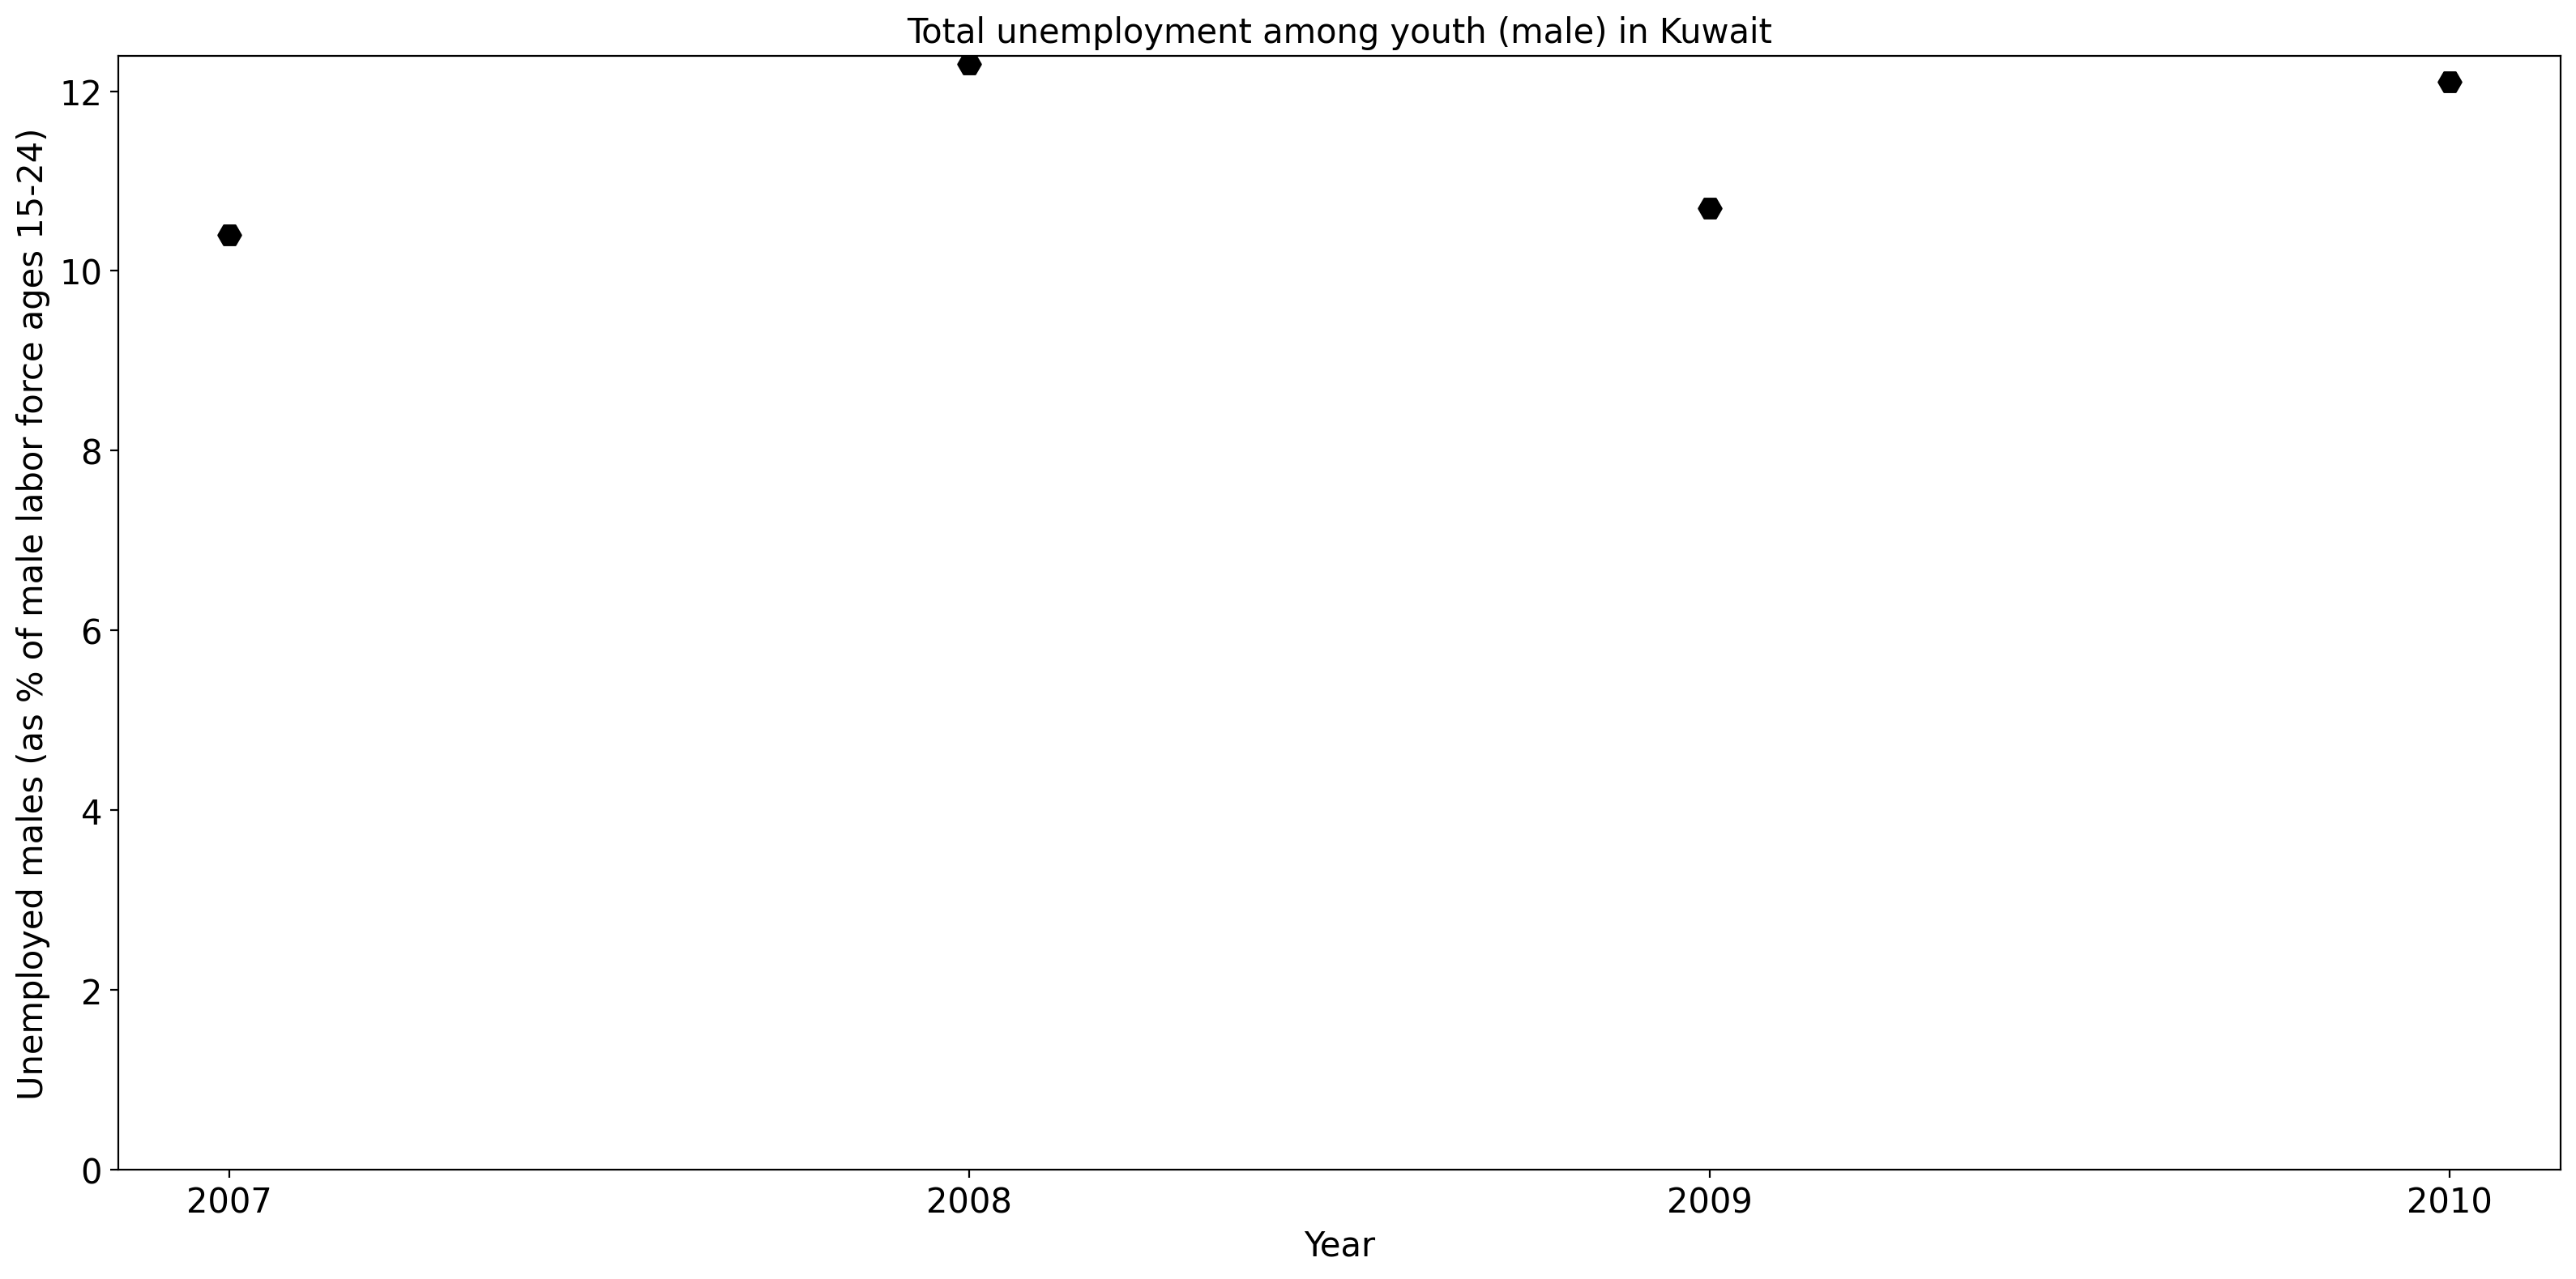 Total unemployment among youth (male) in Kuwait
Unemployed males (as % of male labor force ages 15-24)
12
10
8
6
4
2
0
2007 2008 2009 2010
Year